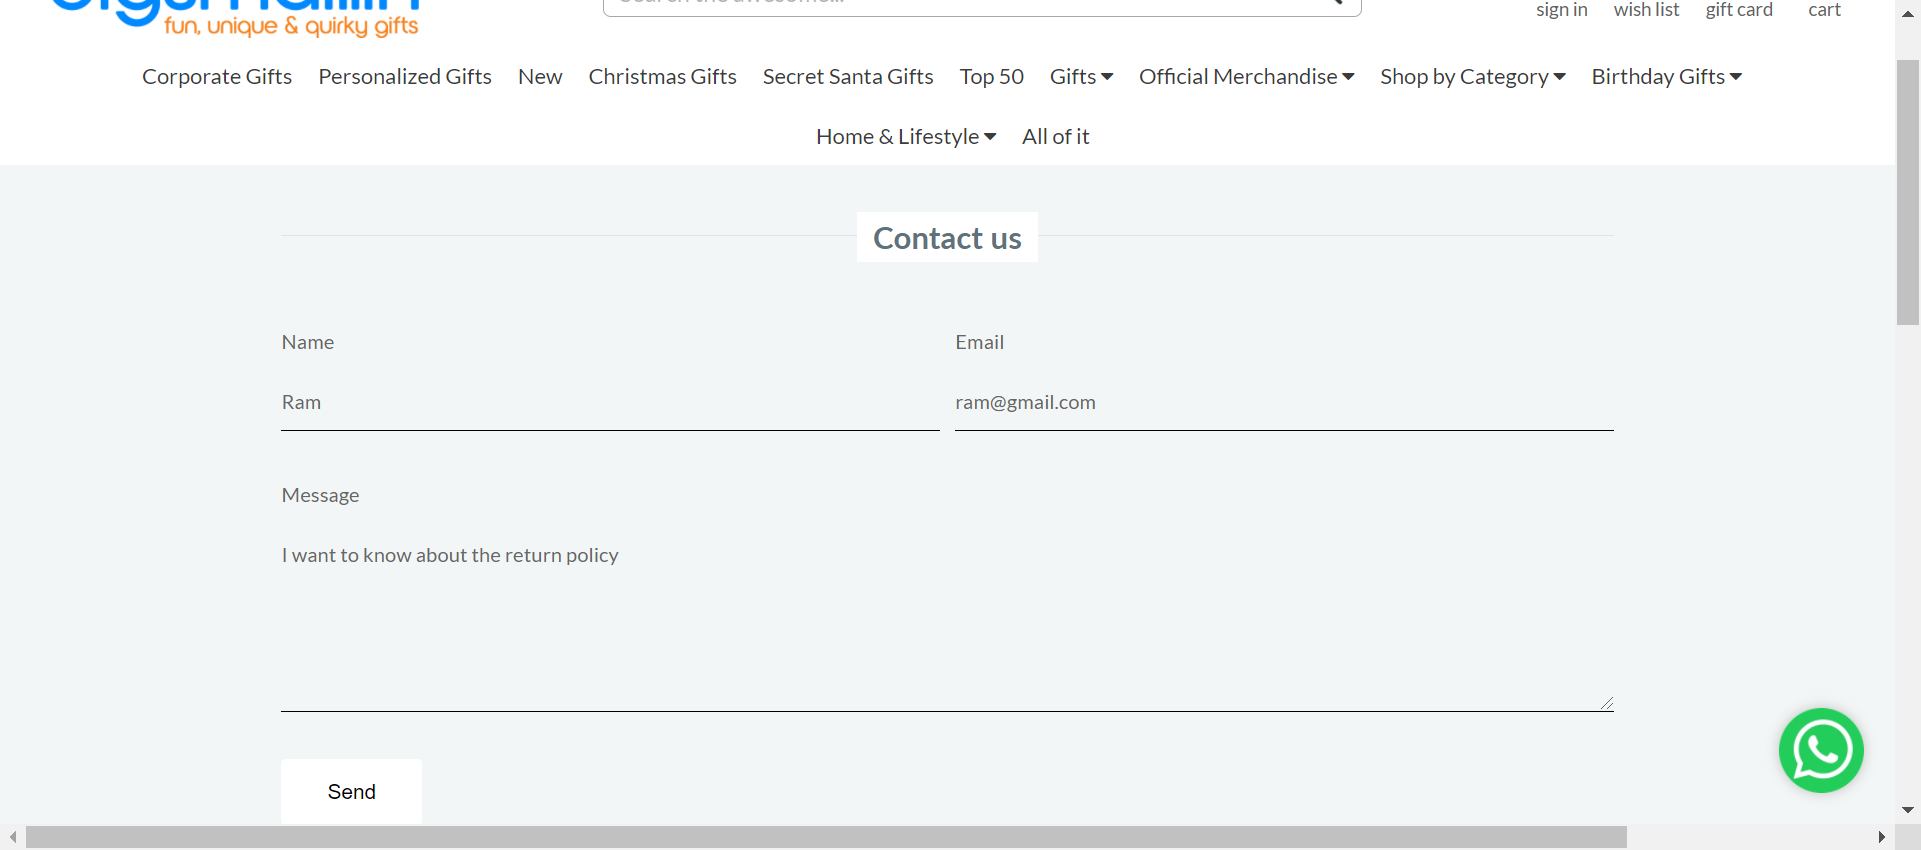 fun, unique & quirky gifts
sign in wish list gift card cart
Corporate Gifts Personalized Gifts New Christmas Gifts Secret Santa Gifts Top 50 Gifts Official Merchandise Shop by Category Birthday Gifts
Home & Lifestyle All of it
Contact us
Name Email
Ram ram@gmail.com
Message
I want to know about the return policy
Send